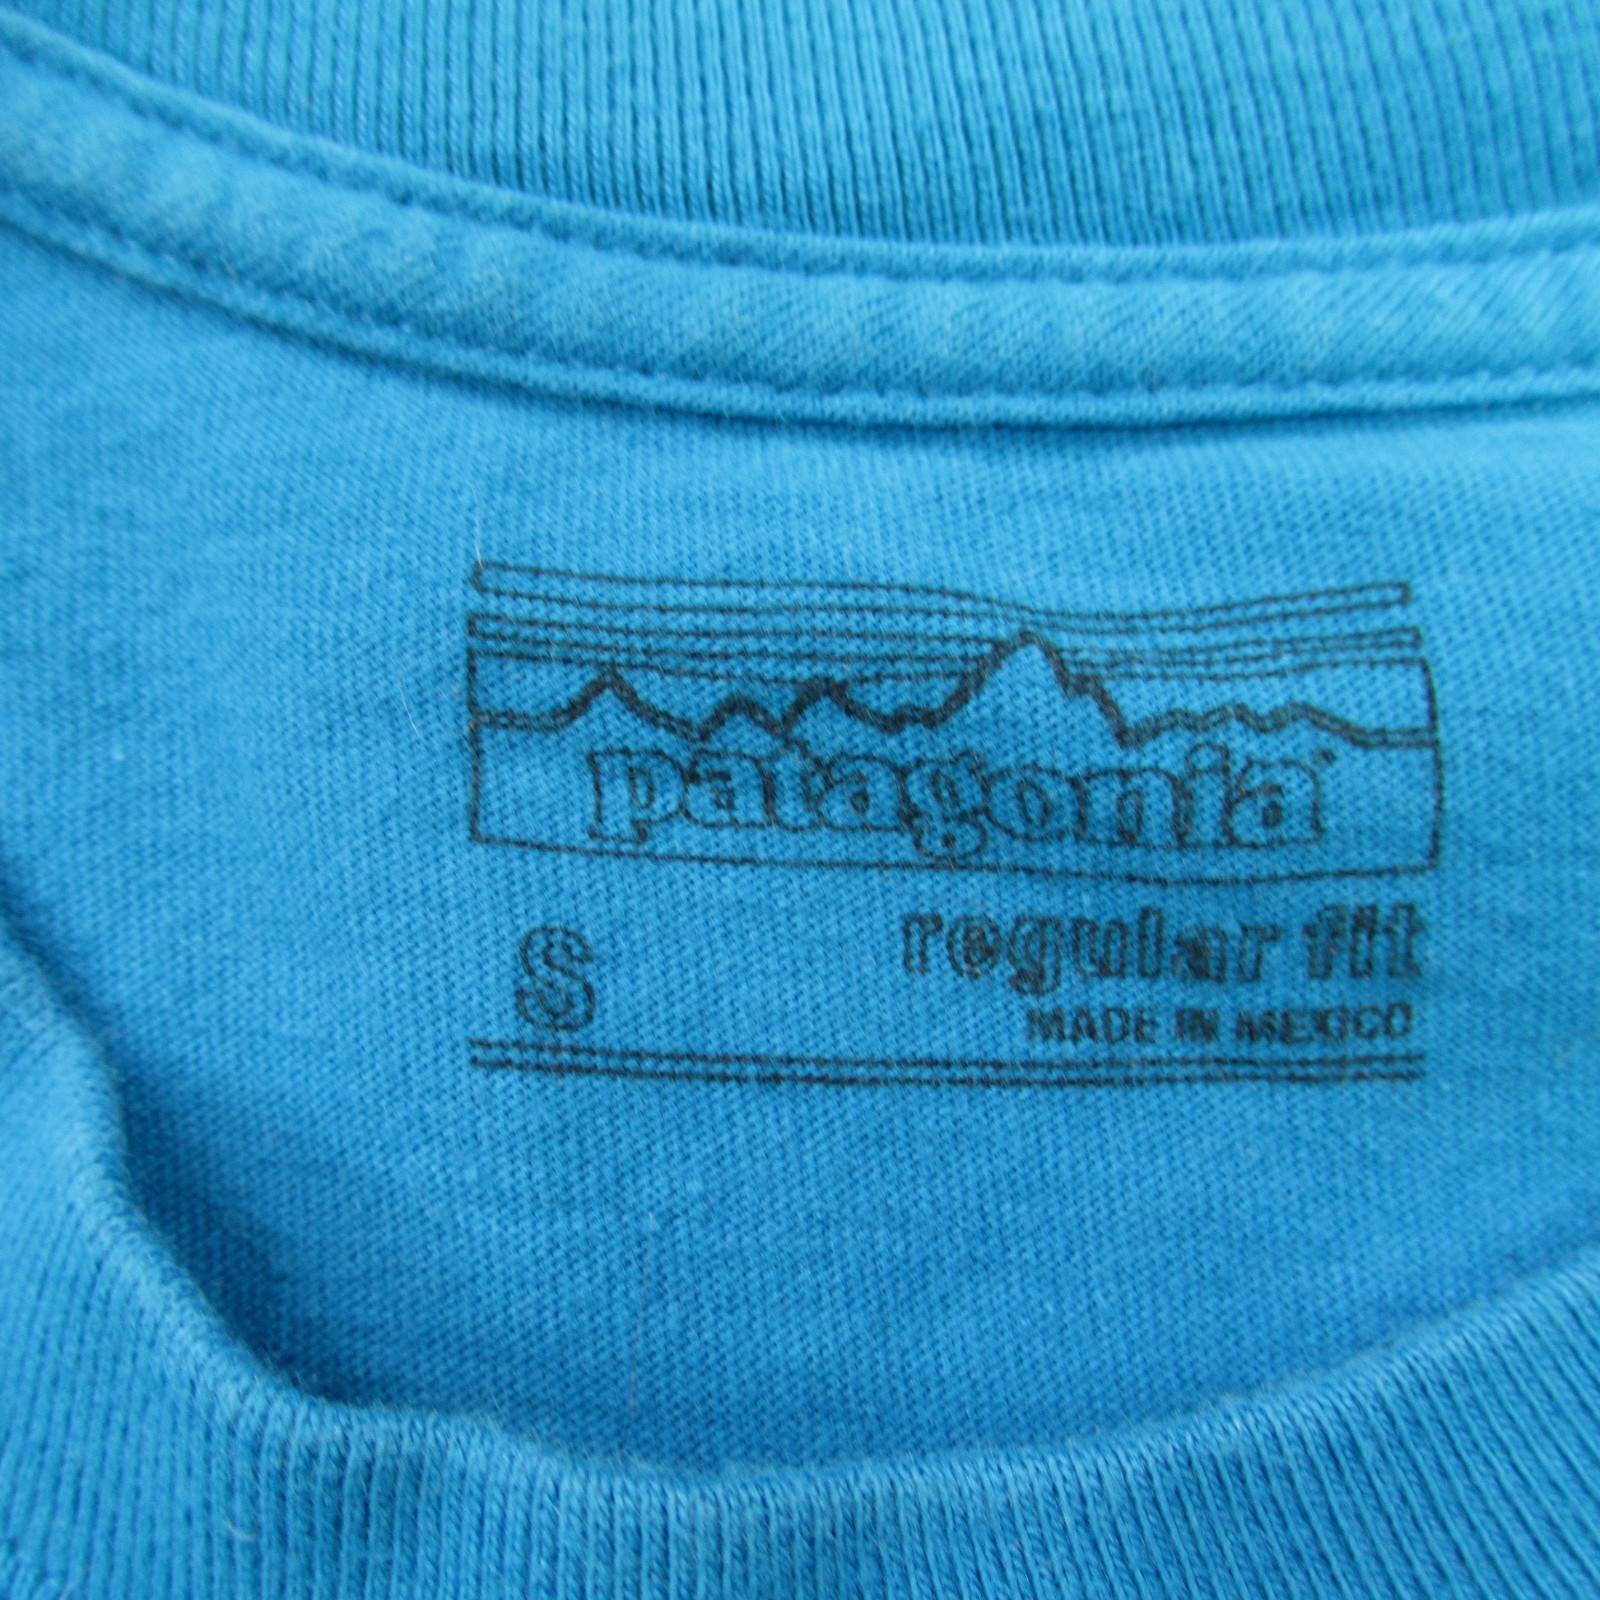 patagonia
S
regular fit
MADE IN MEXICO